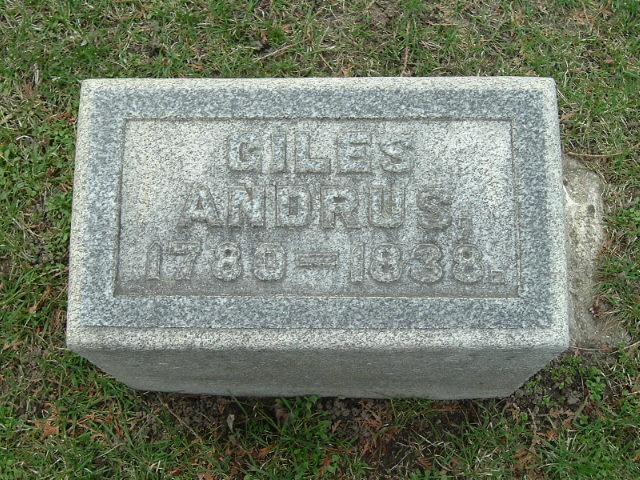 GILES
ANDRUS,
1780-1838.